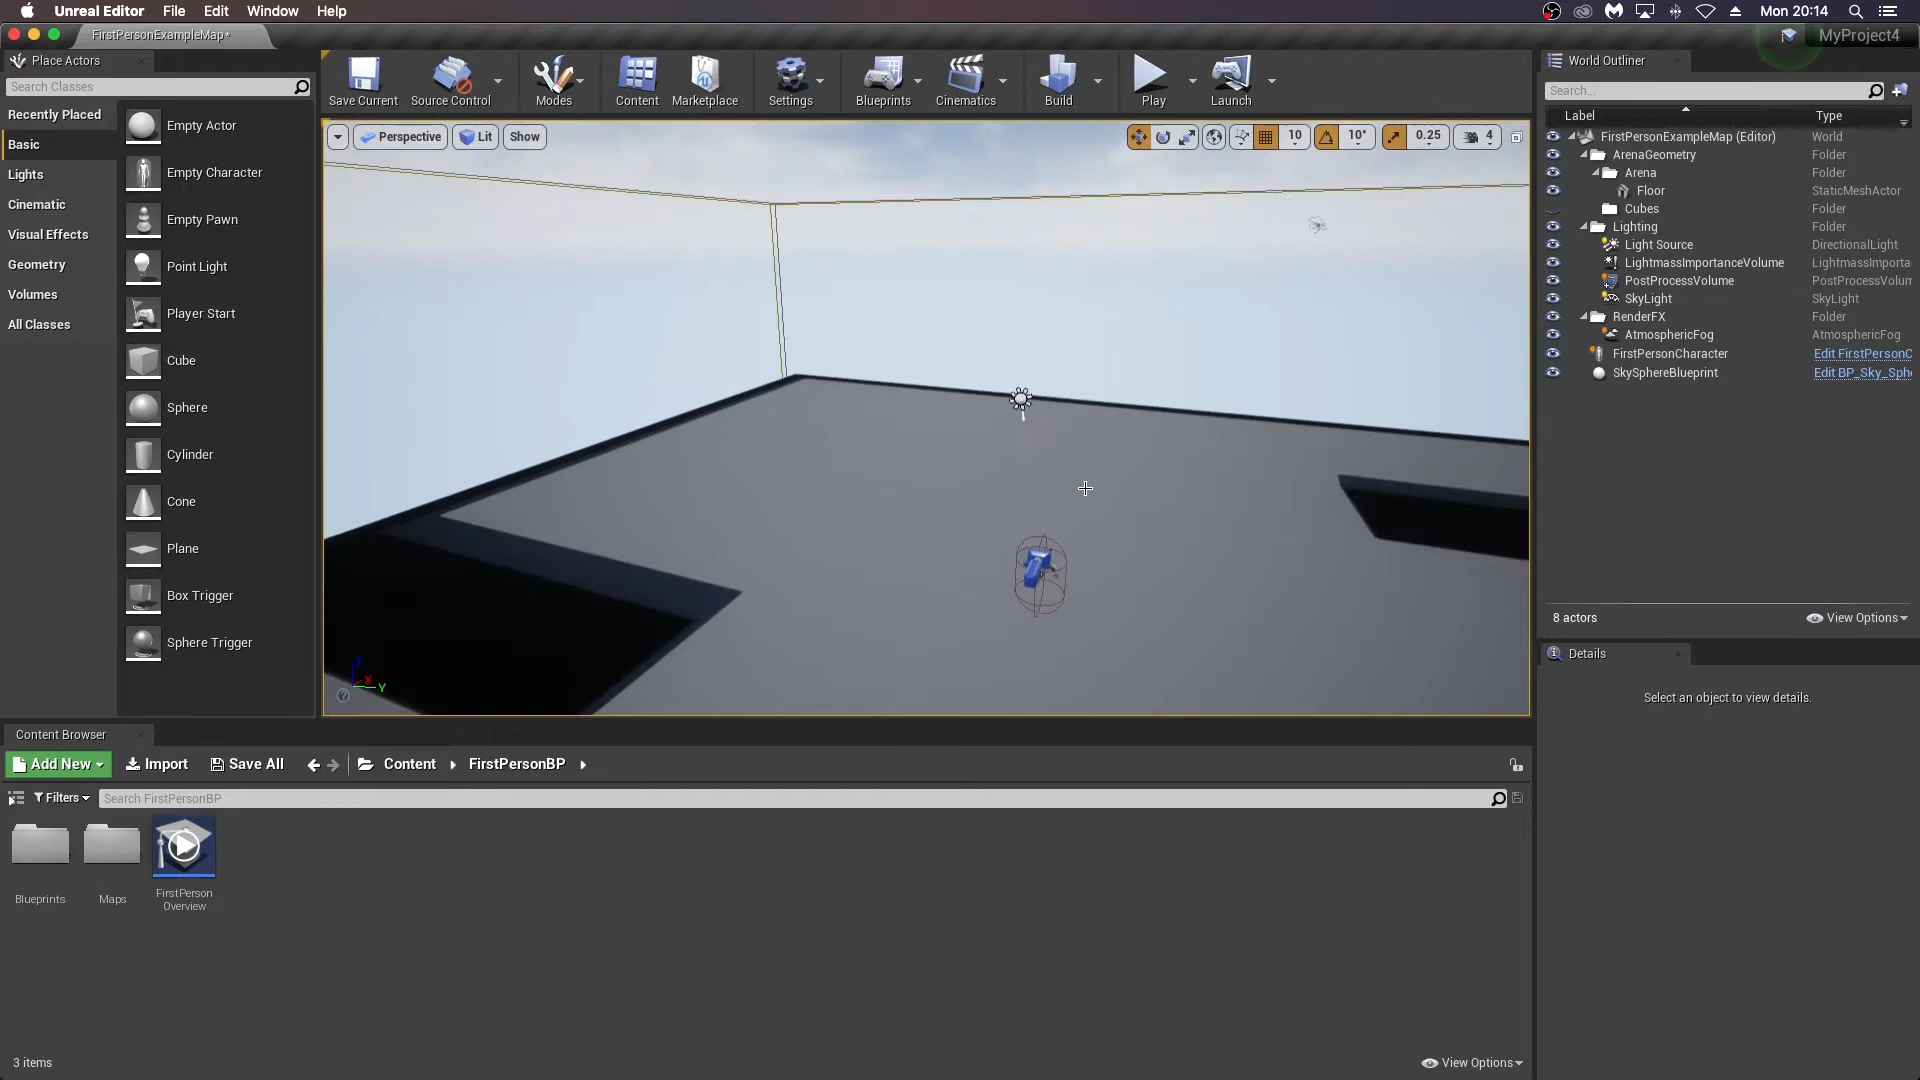 Unreal Editor File Edit Window Help
Mon 20:14
FirstPersonExampleMap*
MyProject4
Place Actors
Search Classes
Recently Placed
Basic
Lights
Cinematic
Visual Effects
Geometry
Volumes
All Classes
Empty Actor
Empty Character
Empty Pawn
Point Light
Player Start
Cube
Sphere
Cylinder
Cone
Plane
Box Trigger
Sphere Trigger
Save Current
Source Control
Modes
Content
Marketplace
Settings
Blueprints
Cinematics
Build
Play
Launch
Perspective
Lit
Show
10
10°
0.25
4
Z
X
Y
World Outliner
Search...
Label Type
FirstPersonExampleMap (Editor) World
ArenaGeometry Folder
Arena Folder
Floor StaticMeshActor
Cubes Folder
Lighting Folder
Light Source DirectionalLight
LightmassImportanceVolume LightmassImporta
PostProcessVolume PostProcessVolum
SkyLight SkyLight
RenderFX Folder
AtmosphericFog AtmosphericFog
FirstPersonCharacter Edit FirstPersonC
SkySphereBlueprint Edit BP_Sky_Sphe
8 actors
View Options
Details
Select an object to view details.
Content Browser
Add New
Import
Save All
Content
FirstPersonBP
Filters
Search FirstPersonBP
Blueprints
Maps
FirstPerson
Overview
3 items
View Options